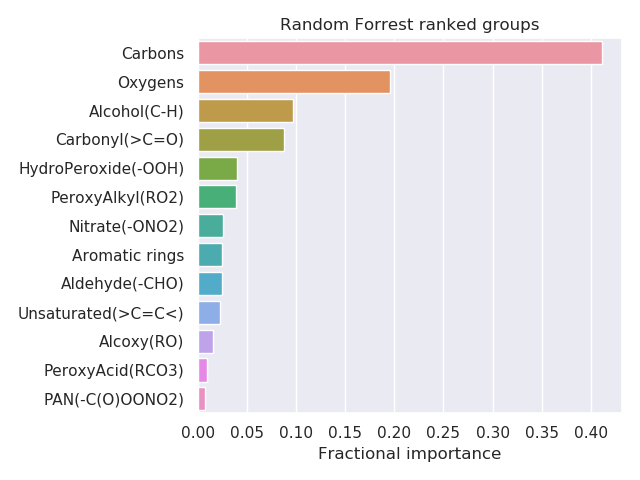 Random Forrest ranked groups
Carbons
Oxygens
Alcohol(C-H)
Carbonyl(>C=O)
HydroPeroxide(-OOH)
PeroxyAlkyl(RO2)
Nitrate(-ONO2)
Aromatic rings
Aldehyde(-CHO)
Unsaturated(>C=C<)
Alcoxy(RO)
PeroxyAcid(RCO3)
PAN(-C(O)OONO2)
0.00 0.05 0.10 0.15 0.20 0.25 0.30 0.35 0.40
Fractional importance